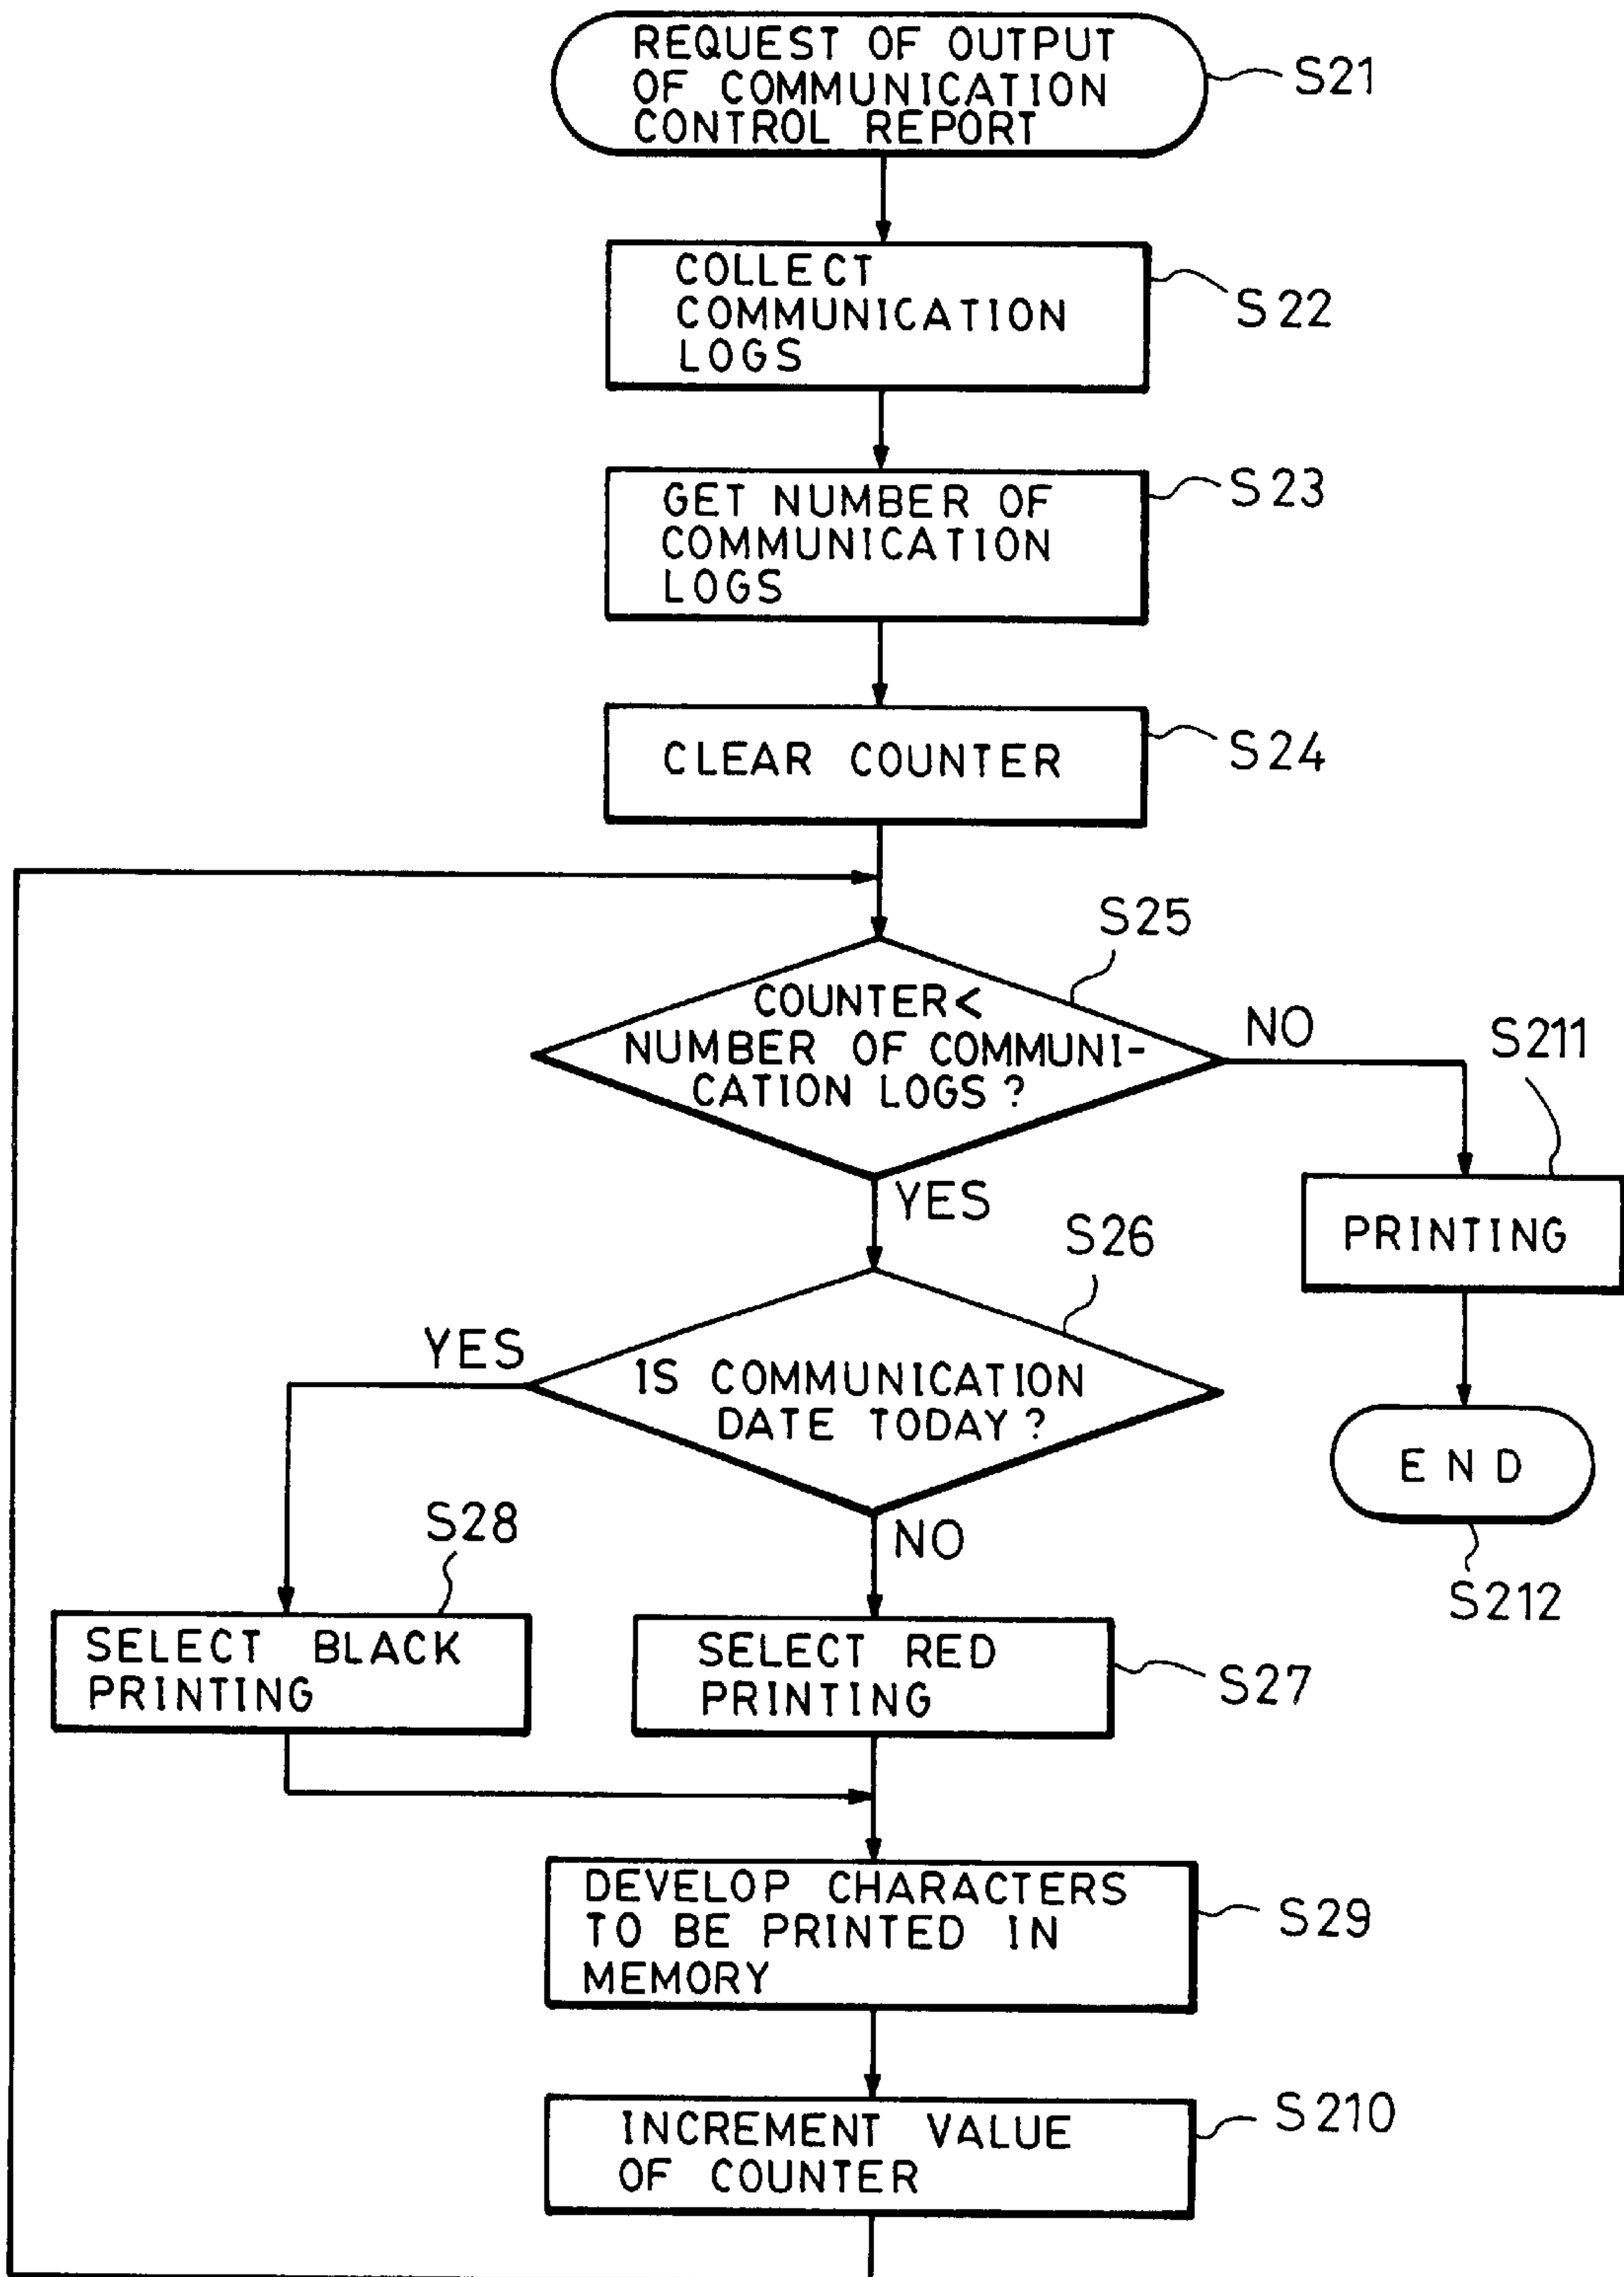 REQUEST OF OUTPUT
OF COMMUNICATION
CONTROL REPORT
S21
COLLECT
COMMUNICATION
LOGS
S22
GET NUMBER OF
COMMUNICATION
LOGS
S23
CLEAR COUNTER
S24
S25
COUNTER<
NUMBER OF COMMUNI-
CATION LOGS?
NO
YES
S211
PRINTING
S26
IS COMMUNICATION
DATE TODAY?
YES
NO
END
S212
S28
SELECT BLACK
PRINTING
SELECT RED
PRINTING
S27
DEVELOP CHARACTERS
TO BE PRINTED IN
MEMORY
S29
INCREMENT VALUE
OF COUNTER
S210